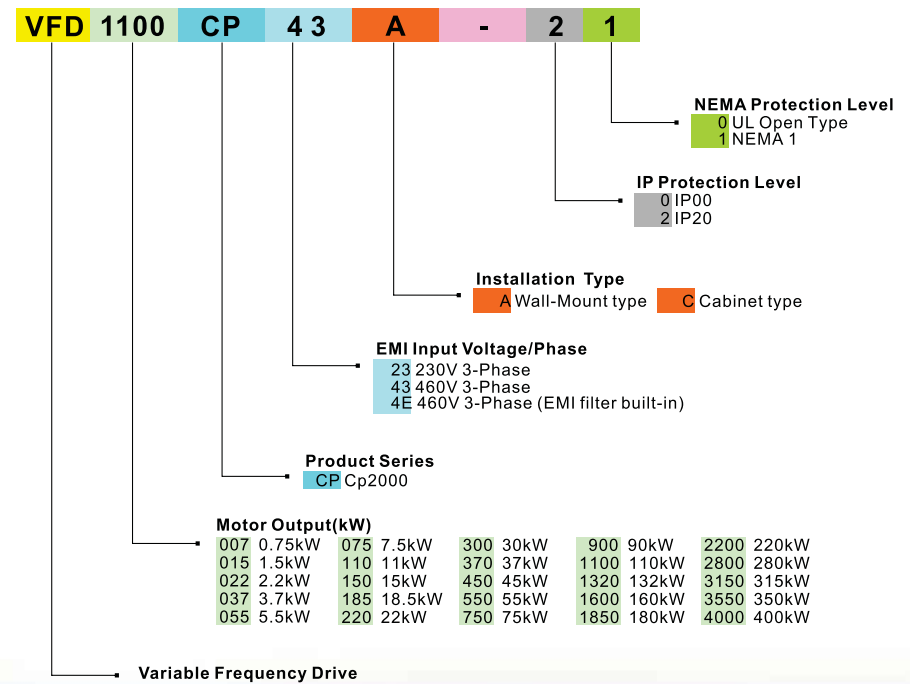 VFD 1100 CP 43 A - 2 1
NEMA Protection Level
0 UL Open Type
1 NEMA 1
IP Protection Level
0 IP00
2 IP20
Installation Type
A Wall-Mount type C Cabinet type
EMI Input Voltage/Phase
23 230V 3-Phase
43 460V 3-Phase
4E 460V 3-Phase (EMI filter built-in)
Product Series
CP Cp2000
Motor Output(kW)
007 0.75kW 075 7.5kW 300 30kW 900 90kW 2200 220kW
015 1.5kW 110 11kW 370 37kW 1100 110kW 2800 280kW
022 2.2kW 150 15kW 450 45kW 1320 132kW 3150 315kW
037 3.7kW 185 18.5kW 550 55kW 1600 160kW 3550 350kW
055 5.5kW 220 22kW 750 75kW 1850 180kW 4000 400kW
Variable Frequency Drive